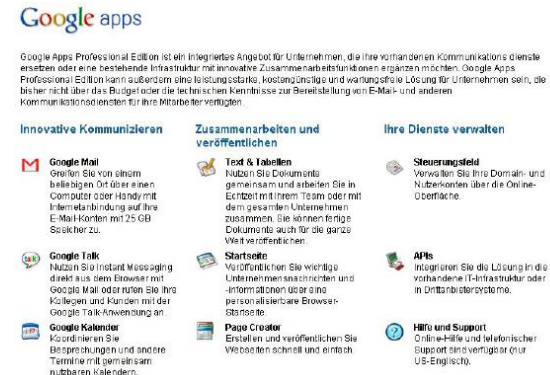 Google apps
Google Apps Professional Edition ist ein integriertes Angebot für Unternehmen, die ihre vorhandenen Kommunikations dienste
ersetzen oder eine bestehende Infrastruktur mit innovative Zusammenarbeitsfunktionen ergänzen möchten. Google Apps
Professional Edition kann außerdem eine leistungsstarke, kostengünstige und wartungsfreie Lösung für Unternehmen sein, die
bisher nicht über das Budget oder die technischen Kenntnisse zur Bereitstellung von E-Mail- und anderen
Kommunikationsdiensten für ihre Mitarbeiter verfügten.
Innovative Kommunizieren
Google Mail
Greifen Sie von einem
beliebigen Ort über einen
Computer oder Handy mit
Internetanbindung auf Ihre
E-Mail-Konten mit 25 GB
Speicher zu.
Google Talk
Nutzen Sie Instant Messaging
direkt aus dem Browser mit
Google Mail oder rufen Sie Ihre
Kollegen und Kunden mit der
Google Talk-Anwendung an.
Google Kalender
Koordinieren Sie
Besprechungen und andere
Termine mit gemeinsam
nutzbaren Kalendern.
Zusammenarbeiten und
veröffentlichen
Text & Tabellen
Nutzen Sie Dokumente
gemeinsam und arbeiten Sie in
Echtzeit mit Ihrem Team oder mit
dem gesamten Unternehmen
zusammen. Sie können fertige
Dokumente auch für die ganze
Welt veröffentlichen.
Startseite
Veröffentlichen Sie wichtige
Unternehmensnachrichten und
-informationen über eine
personalisierbare Browser-
Startseite.
Page Creator
Erstellen und veröffentlichen Sie
Webseiten schnell und einfach.
Ihre Dienste verwalten
Steuerungsfeld
Verwalten Sie Ihre Domain- und
Nutzerkonten über die Online-
Oberfläche.
APIs
Integrieren Sie die Lösung in die
vorhandene IT-Infrastruktur oder
in Drittanbietersysteme.
Hilfe und Support
Online-Hilfe und telefonischer
Support sind verfügbar (nur
US-Englisch).